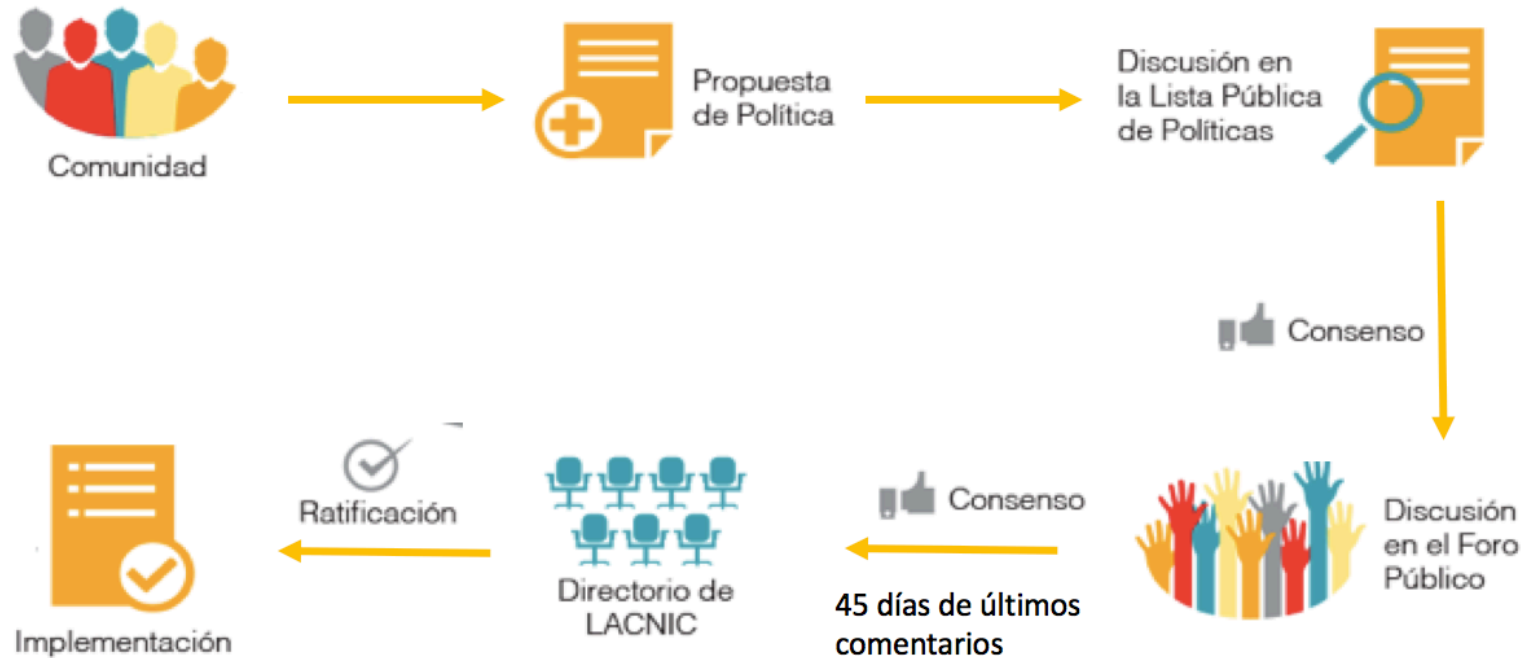 Comunidad
Propuesta
de Política
Discusión en
la Lista Pública
de Políticas
Consenso
Discusión
en el Foro
Público
Consenso
45 días de últimos
comentarios
Directorio de
LACNIC
Ratificación
Implementación